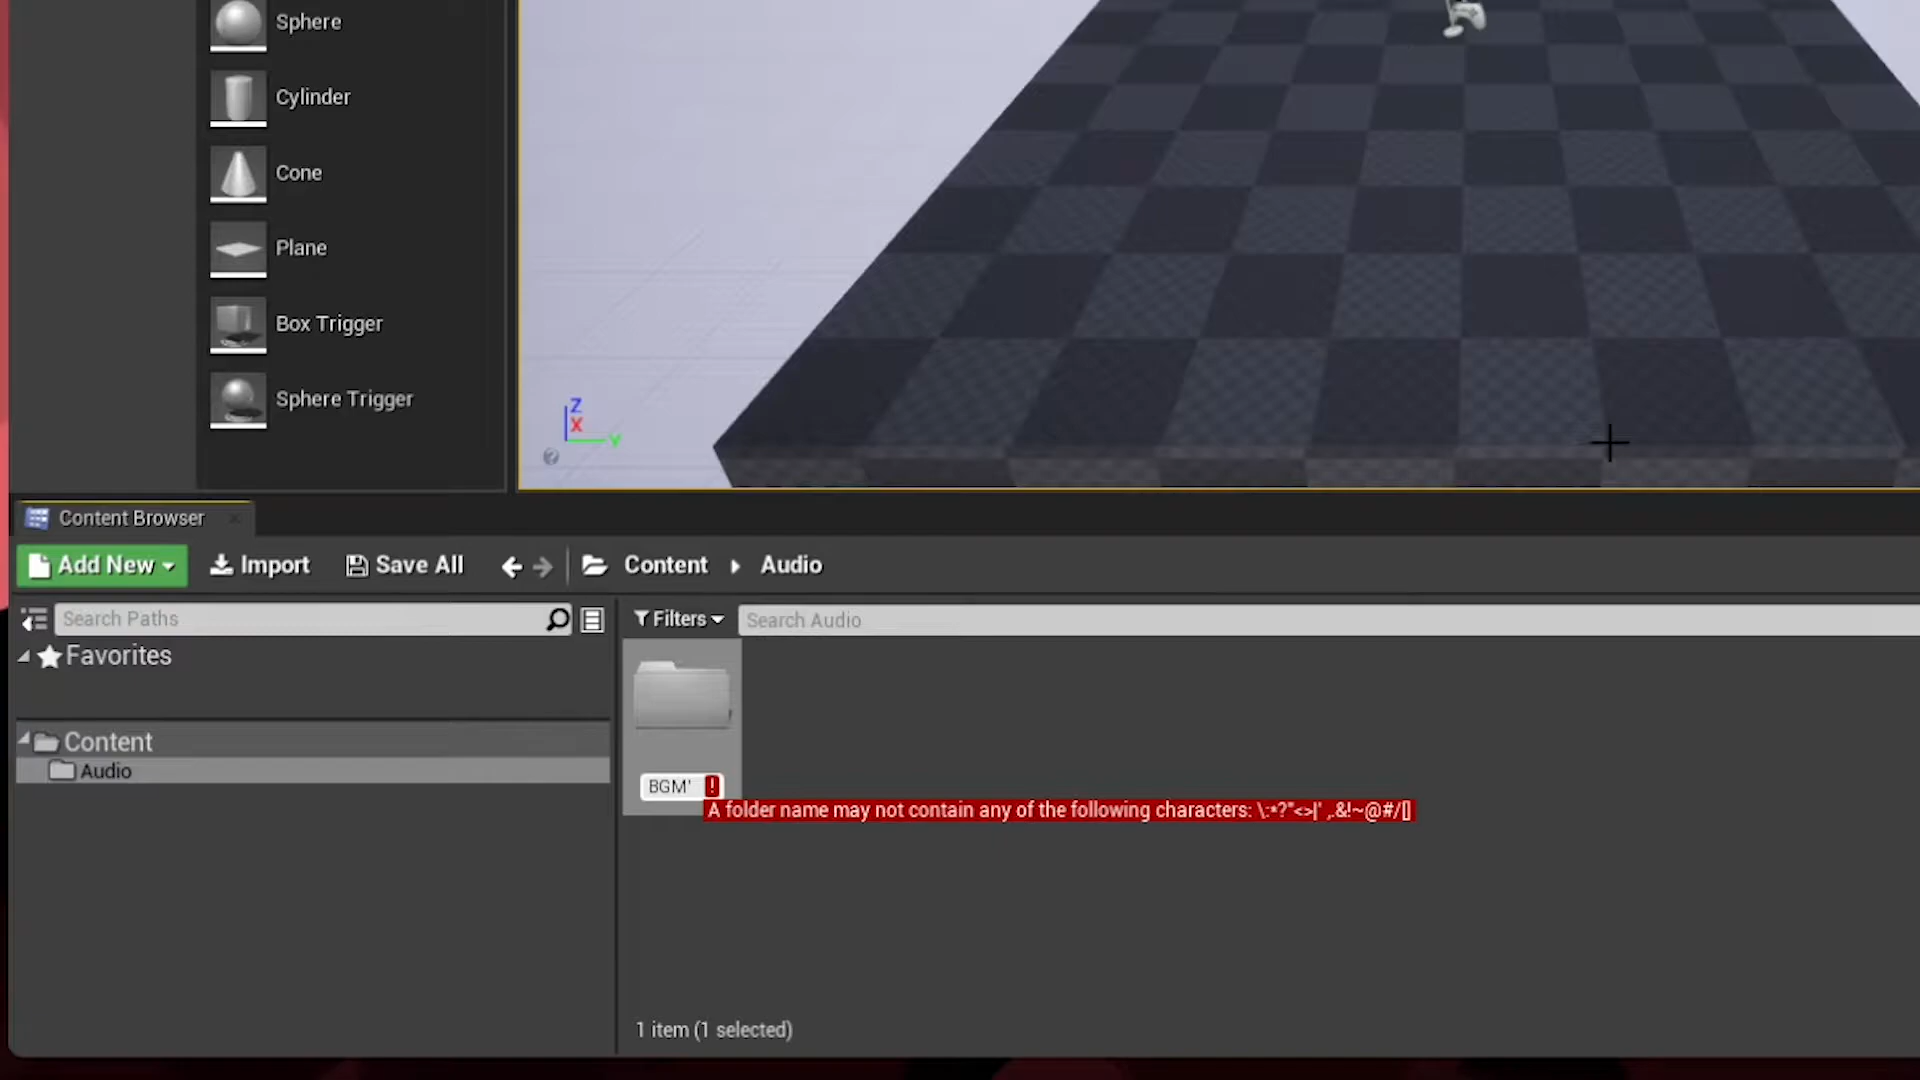 Sphere
Cylinder
Cone
Plane
Box Trigger
Sphere Trigger
Z
X
Y
Content Browser
Add New
Import
Save All
Content
Audio
Search Paths
Filters
Search Audio
Favorites
Content
Audio
BGM'
!
A folder name may not contain any of the following characters: \:*?"<>|' ,.&!~@#/[]
1 item (1 selected)